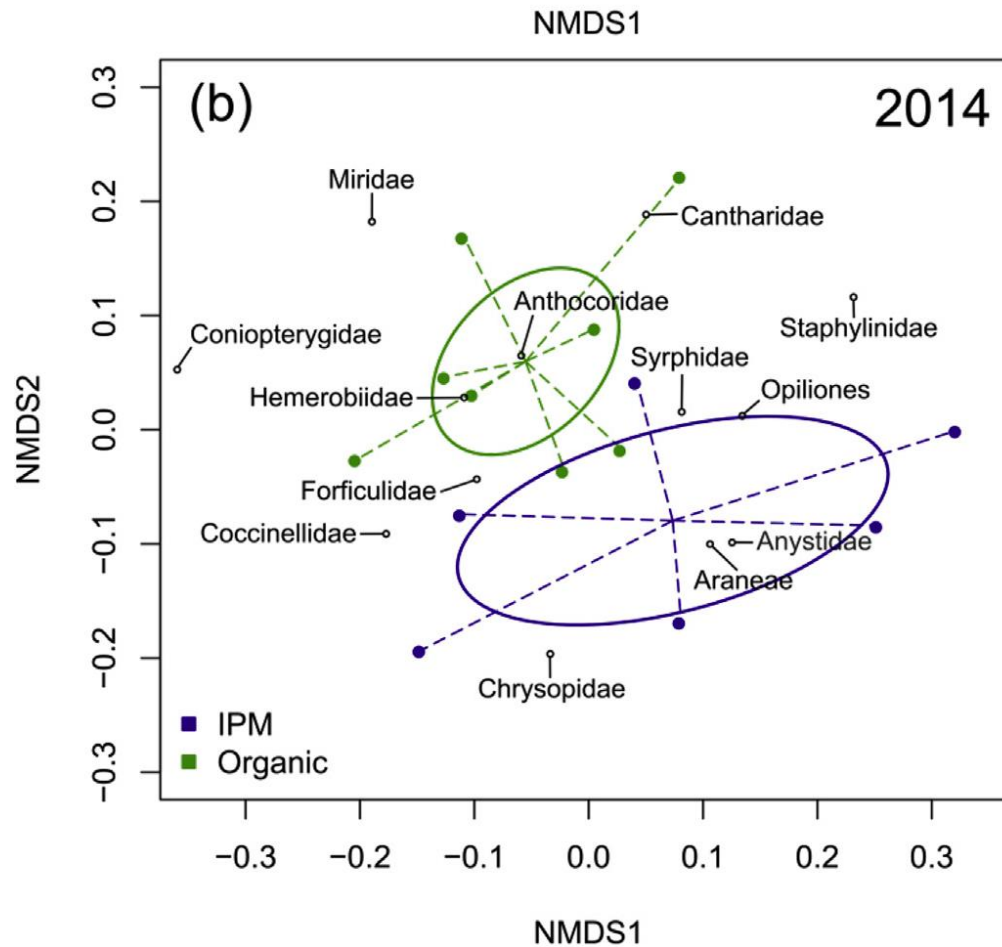 NMDS1
(b)
2014
0.3
0.2
0.1
0.0
−0.1
−0.2
−0.3
NMDS2
Miridae
Cantharidae
Anthocoridae
Staphylinidae
Coniopterygidae
Syrphidae
Opiliones
Hemerobiidae
Forficulidae
Coccinellidae
Anystidae
Araneae
Chrysopidae
IPM
Organic
−0.3 −0.2 −0.1 0.0 0.1 0.2 0.3
NMDS1